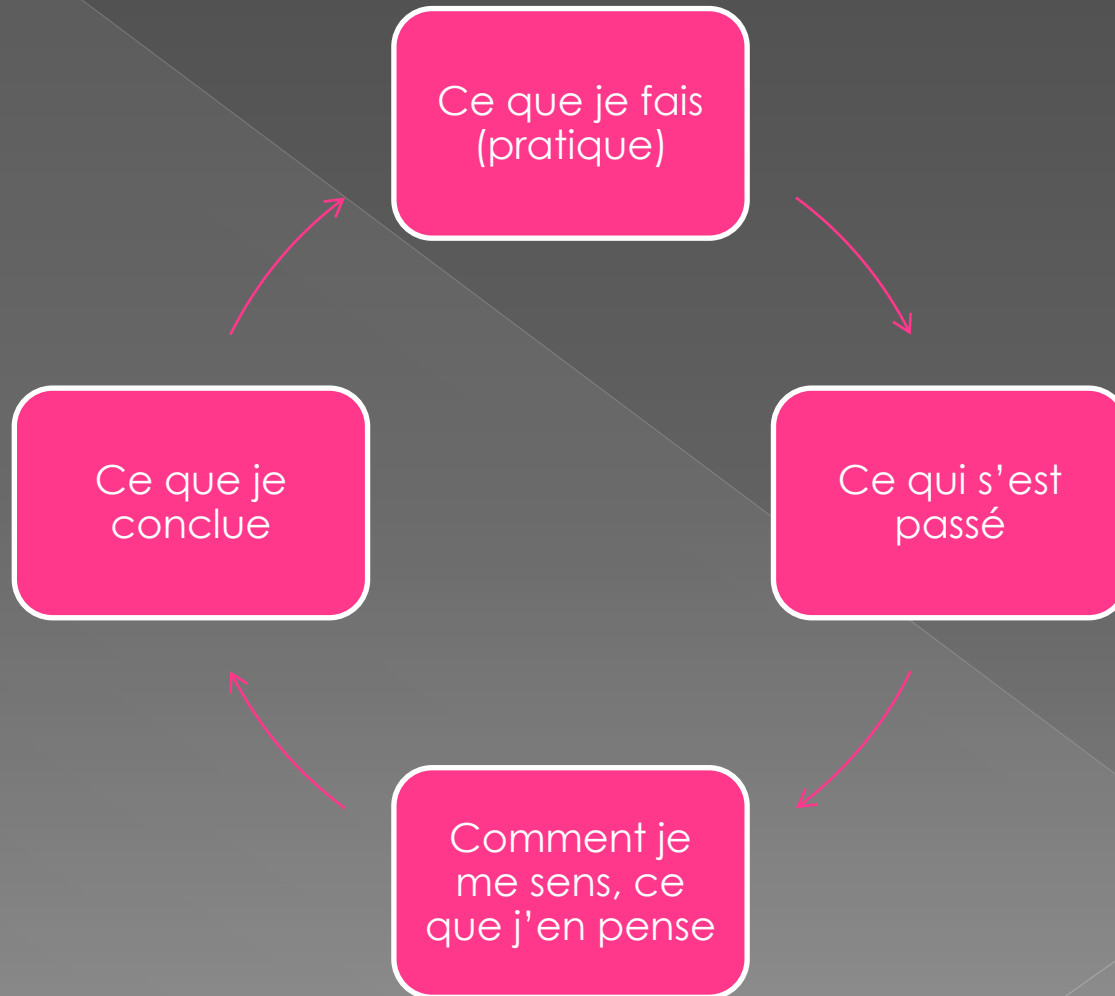 Ce que je fais
(pratique)
Ce que je
conclue
Ce qui s’est
passé
Comment je
me sens, ce
que j’en pense